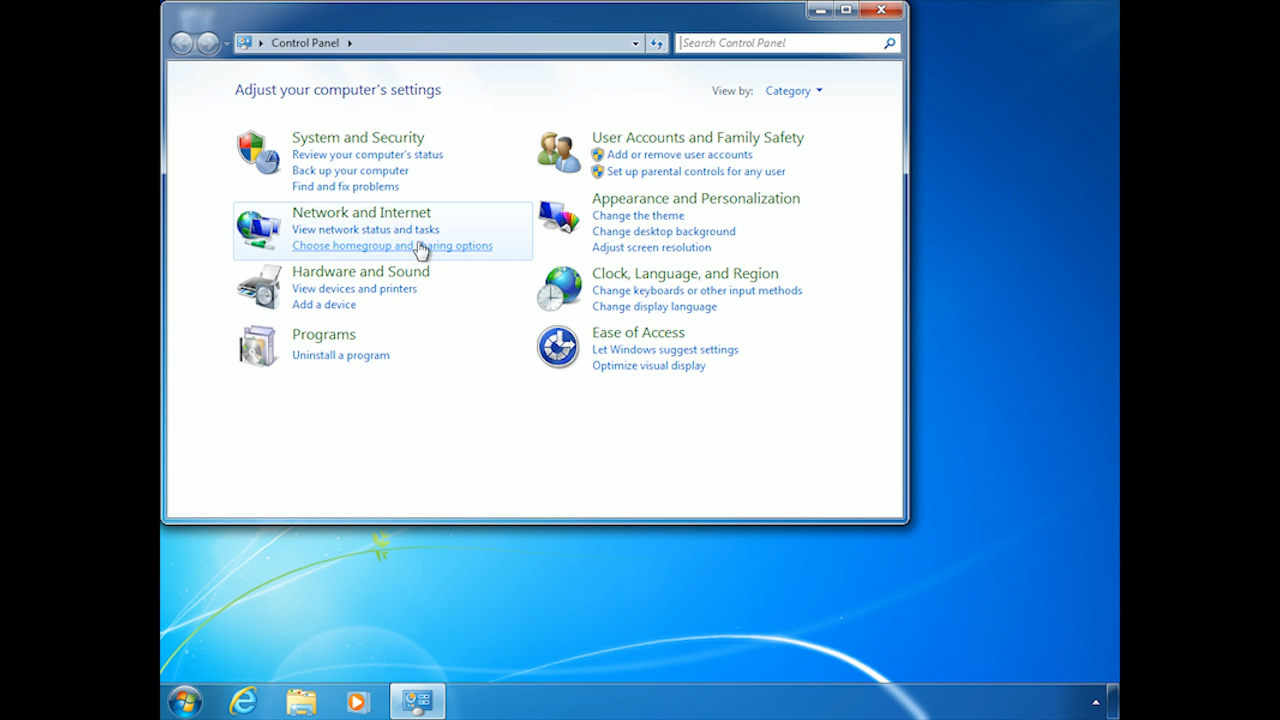 Control Panel
Search Control Panel
Adjust your computer's settings
View by: Category
System and Security
Review your computer's status
Back up your computer
Find and fix problems
Network and Internet
View network status and tasks
Choose homegroup and sharing options
Hardware and Sound
View devices and printers
Add a device
Programs
Uninstall a program
User Accounts and Family Safety
Add or remove user accounts
Set up parental controls for any user
Appearance and Personalization
Change the theme
Change desktop background
Adjust screen resolution
Clock, Language, and Region
Change keyboards or other input methods
Change display language
Ease of Access
Let Windows suggest settings
Optimize visual display